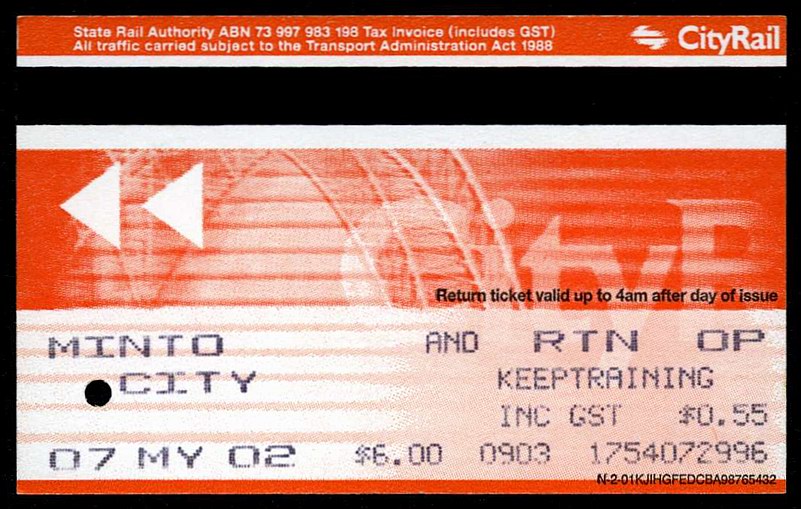 State Rail Authority ABN 73 997 983 198 Tax Invoice (includes GST)
All traffic carried subject to the Transport Administration Act 1988
CityRail
CityR
Return ticket valid up to 4am after day of issue
MINTO AND RTN OP
CITY KEEPTRAINING
INC GST $0.55
07 MY 02 $6.00 0903 1754072996
N-2-01KJIHGFEDCBA98765432